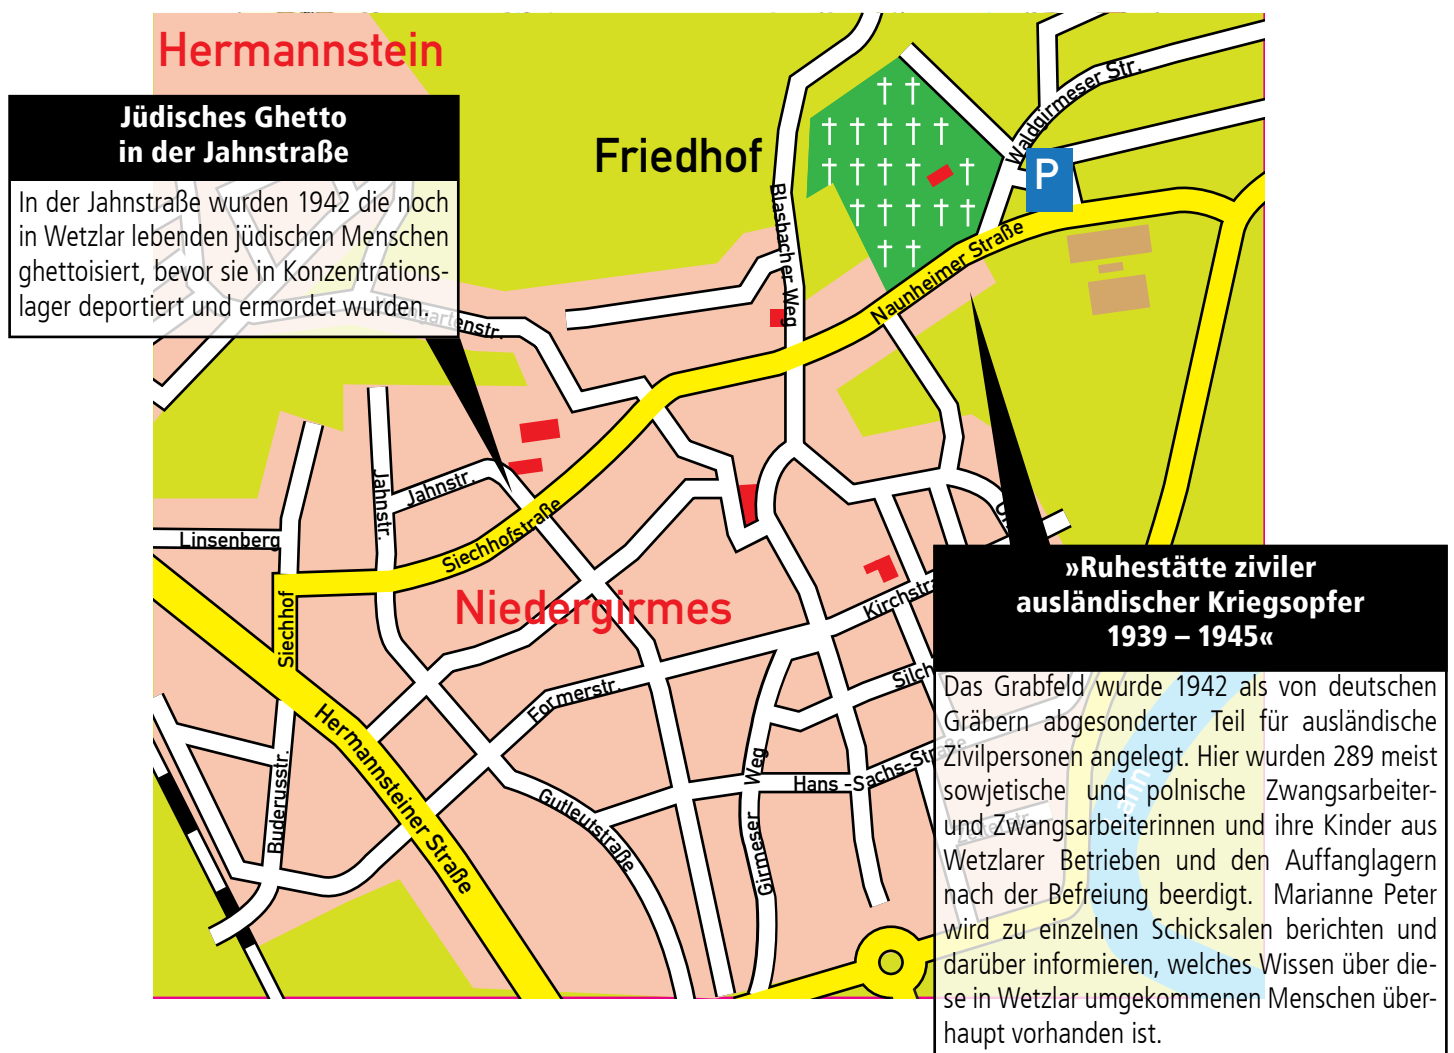 Hermannstein
Jüdisches Ghetto
in der Jahnstraße
In der Jahnstraße wurden 1942 die noch
in Wetzlar lebenden jüdischen Menschen
ghettoisiert, bevor sie in Konzentrations-
lager deportiert und ermordet wurden.
Friedhof
Waldgirmeser Str.
P
Blasbacher Weg
Naunheimer Straße
Jahnstr.
Jahnstr.
Linsenberg
Siechhofstraße
Siechhof
Niedergirmes
Formerstr.
Hermannsteiner Straße
Buderusstr.
Gutleutstraße
Girmeser Weg
Hans-Sachs-Straße
»Ruhestätte ziviler
ausländischer Kriegsopfer
1939 – 1945«
Das Grabfeld wurde 1942 als von deutschen
Gräbern abgesonderter Teil für ausländische
Zivilpersonen angelegt. Hier wurden 289 meist
sowjetische und polnische Zwangsarbeiter-
und Zwangsarbeiterinnen und ihre Kinder aus
Wetzlarer Betrieben und den Auffanglagern
nach der Befreiung beerdigt. Marianne Peter
wird zu einzelnen Schicksalen berichten und
darüber informieren, welches Wissen über die-
se in Wetzlar umgekommenen Menschen über-
haupt vorhanden ist.